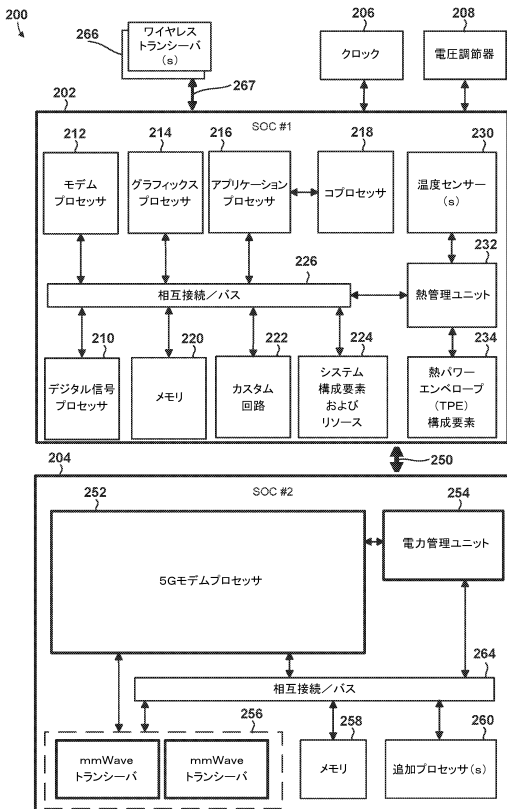 200
266
ワイヤレス
トランシーバ
(s)
267
206
クロック
208
電圧調節器
202
SOC #1
212
モデム
プロセッサ
214
グラフィックス
プロセッサ
216
アプリケーション
プロセッサ
218
コプロセッサ
230
温度センサー
(s)
226
相互接続/バス
232
熱管理ユニット
210
デジタル信号
プロセッサ
220
メモリ
222
カスタム
回路
224
システム
構成要素
および
リソース
234
熱パワー
エンベロープ
(TPE)
構成要素
250
204
SOC #2
252
5Gモデムプロセッサ
254
電力管理ユニット
264
相互接続/バス
256
mmWave
トランシーバ
mmWave
トランシーバ
258
メモリ
260
追加プロセッサ(s)